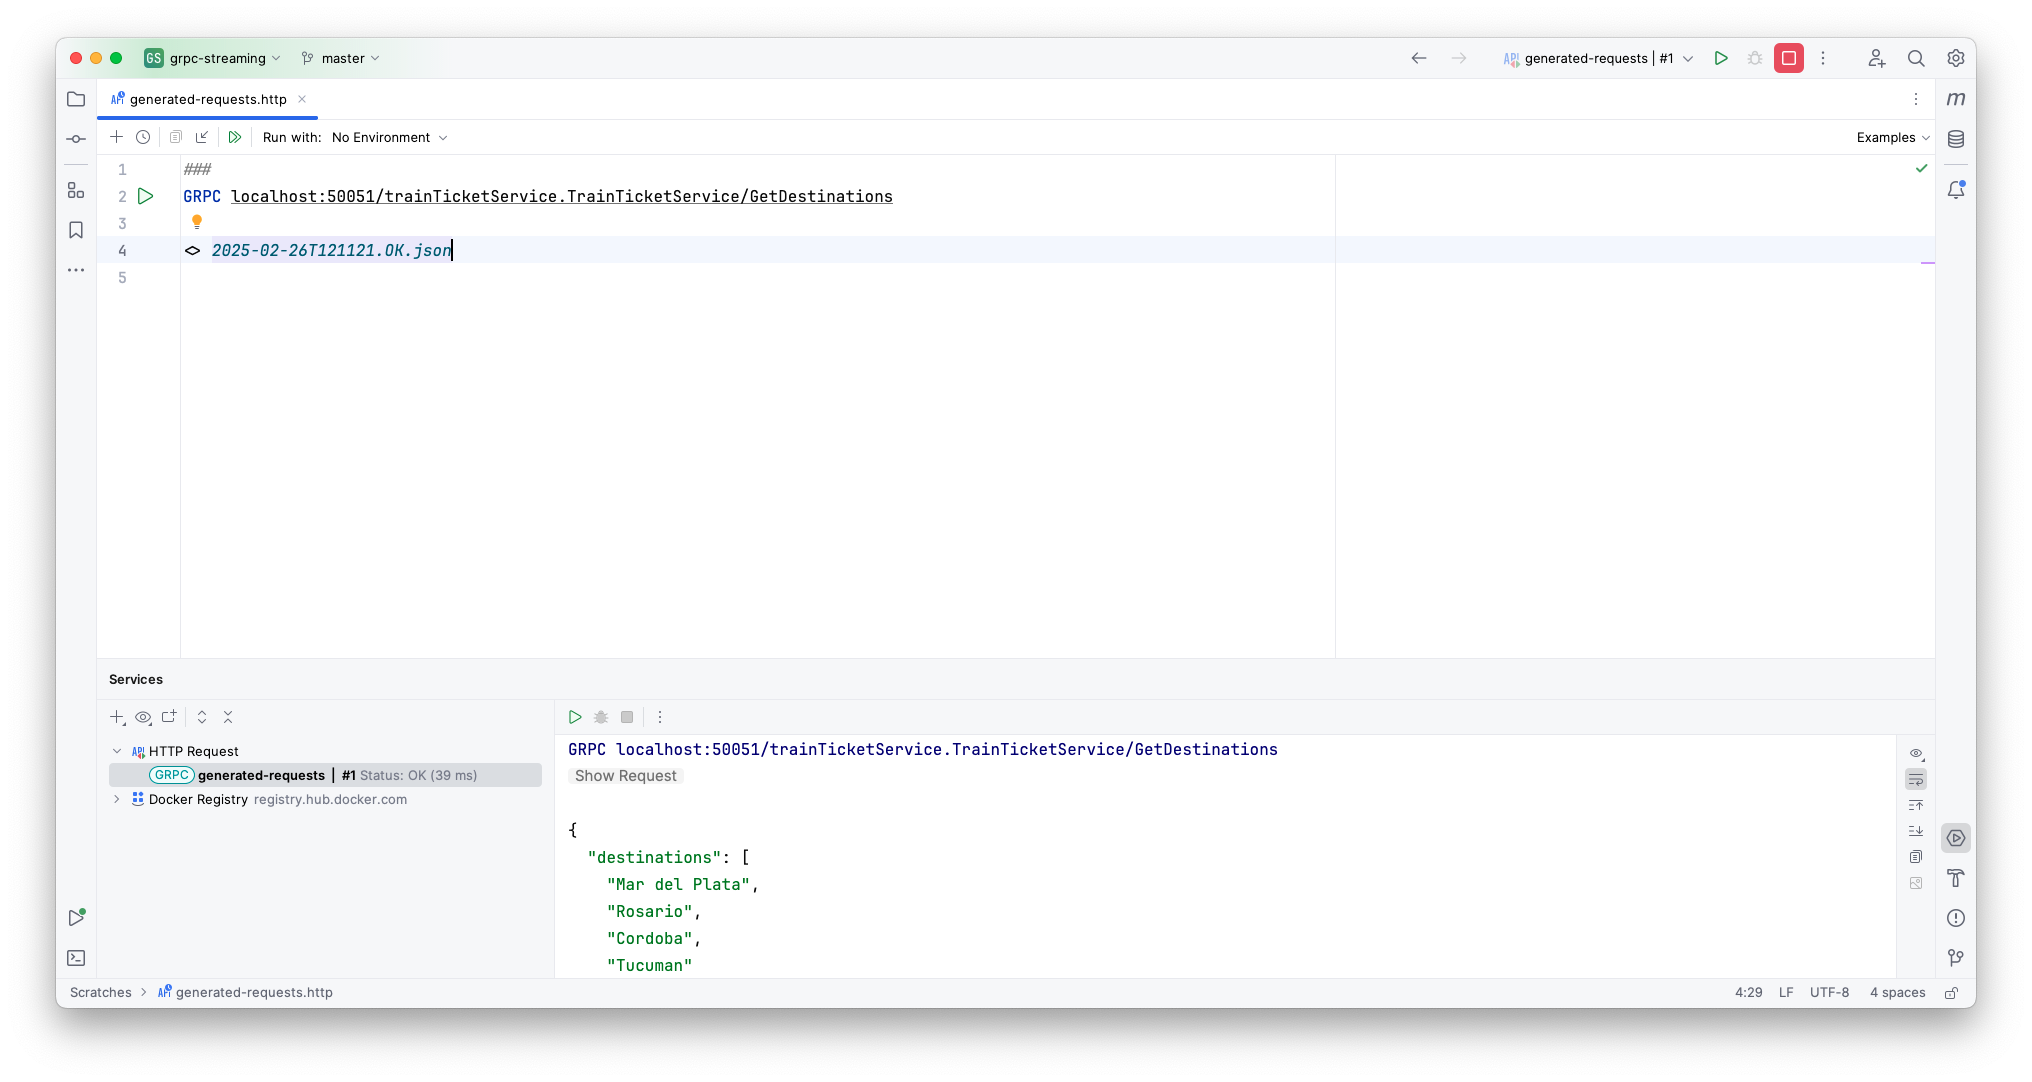 GS grpc-streaming master generated-requests | #1
generated-requests.http
Run with: No Environment Examples
1 ###
2 GRPC localhost:50051/trainTicketService.TrainTicketService/GetDestinations
3
4 <> 2025-02-26T121121.OK.json
5
Services
HTTP Request
GRPC generated-requests | #1 Status: OK (39 ms)
Docker Registry registry.hub.docker.com
GRPC localhost:50051/trainTicketService.TrainTicketService/GetDestinations
Show Request
{
"destinations": [
"Mar del Plata",
"Rosario",
"Cordoba",
"Tucuman"
Scratches > generated-requests.http 4:29 LF UTF-8 4 spaces